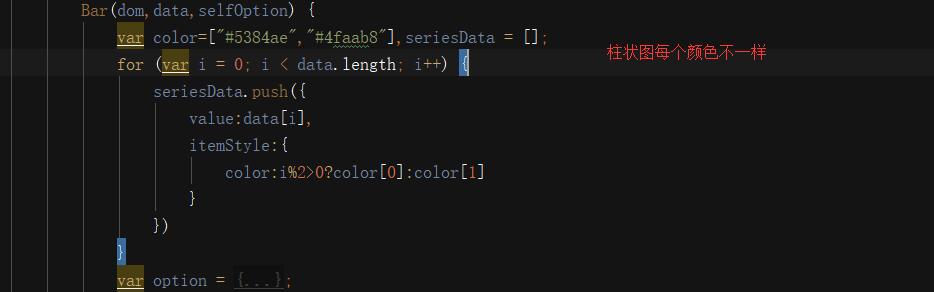 Bar(dom,data,selfOption) {
var color=["#5384ae","#4faab8"],seriesData = [];
for (var i = 0; i < data.length; i++) {
柱状图每个颜色不一样
seriesData.push({
value:data[i],
itemStyle:{
color:i%2>0?color[0]:color[1]
}
})
}
var option = {...};